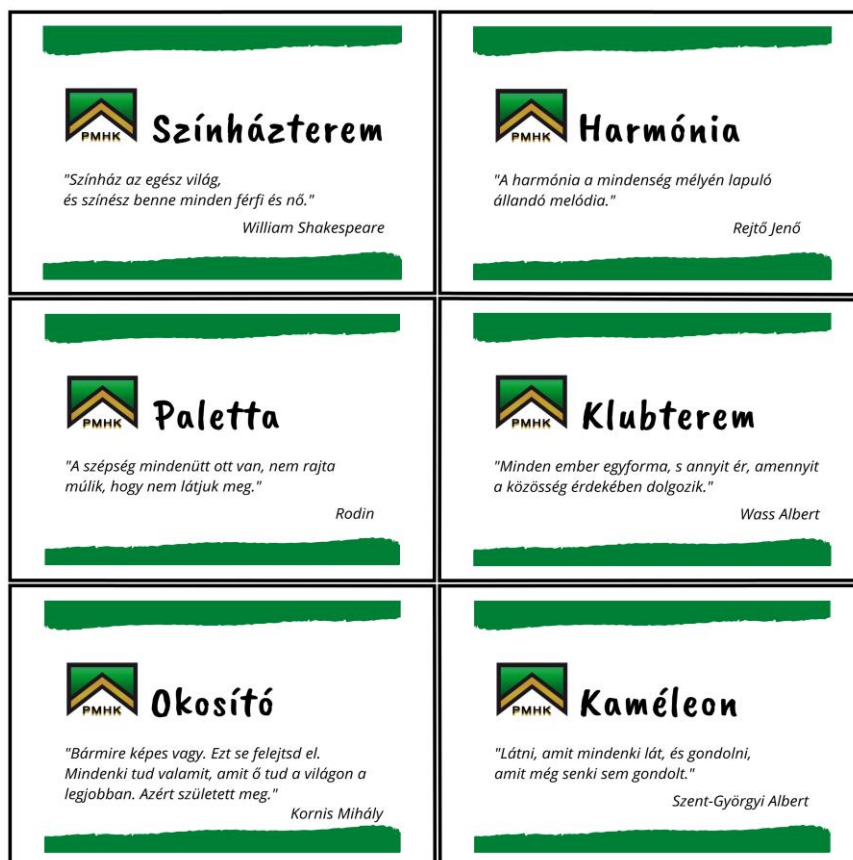 PMHK
Színházterem
"Színház az egész világ,
és színész benne minden férfi és nő."
William Shakespeare
PMHK
Harmónia
"A harmónia a mindenség mélyén lapuló
állandó melódia."
Rejtő Jenő
PMHK
Paletta
"A szépség mindenütt ott van, nem rajta
múlik, hogy nem látjuk meg."
Rodin
PMHK
Klubterem
"Minden ember egyforma, s annyit ér, amennyit
a közösség érdekében dolgozik."
Wass Albert
PMHK
Okosító
"Bármire képes vagy. Ezt se felejtsd el.
Mindenki tud valamit, amit ő tud a világon a
legjobban. Azért született meg."
Kornis Mihály
PMHK
Kaméleon
"Látni, amit mindenki lát, és gondolni,
amit még senki sem gondolt."
Szent-Györgyi Albert